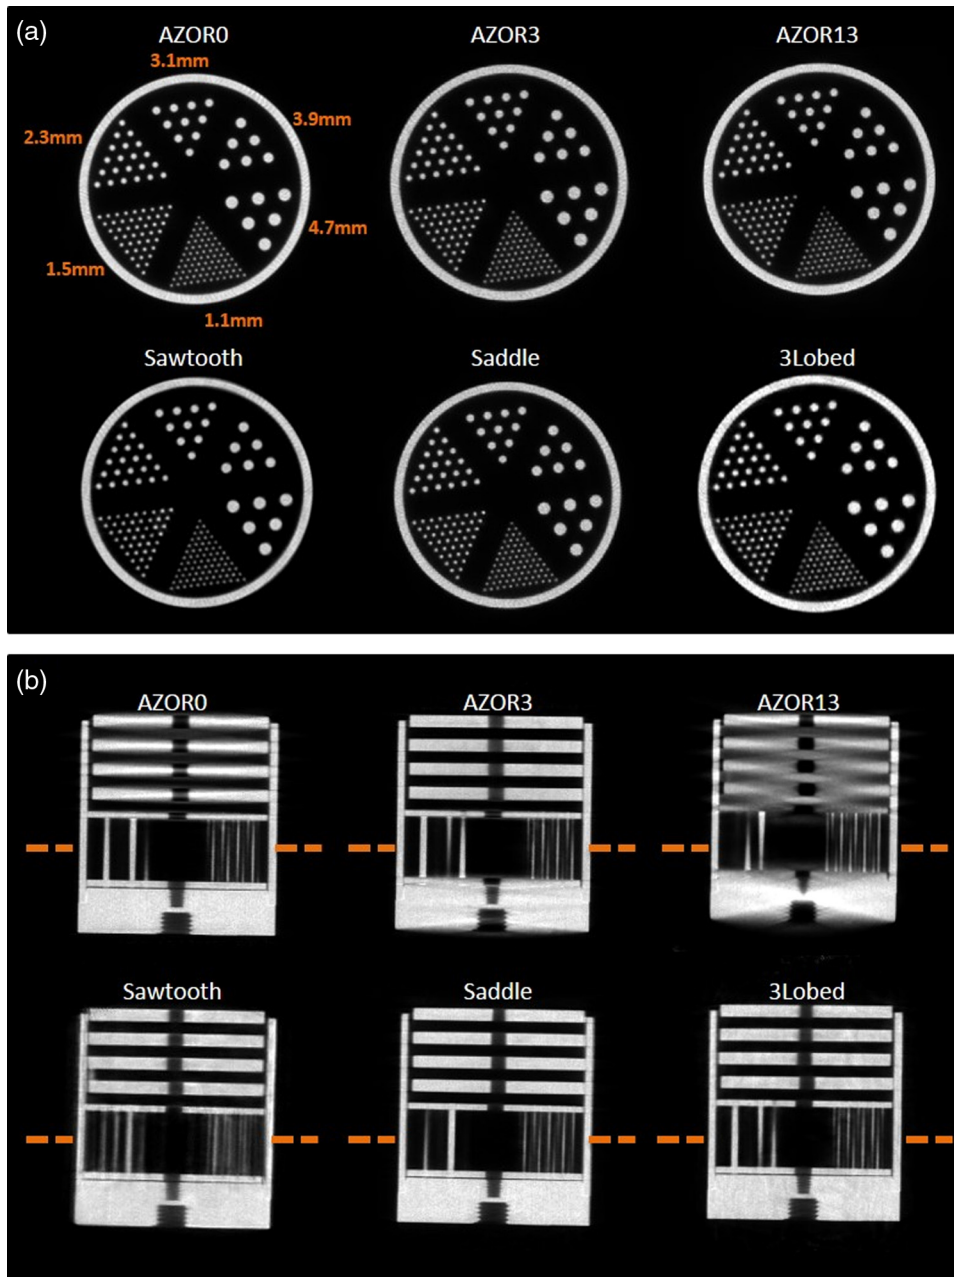 (a)
AZOR0
AZOR3
AZOR13
3.1mm
3.9mm
2.3mm
4.7mm
1.5mm
1.1mm
Sawtooth
Saddle
3Lobed
(b)
AZOR0
AZOR3
AZOR13
Sawtooth
Saddle
3Lobed